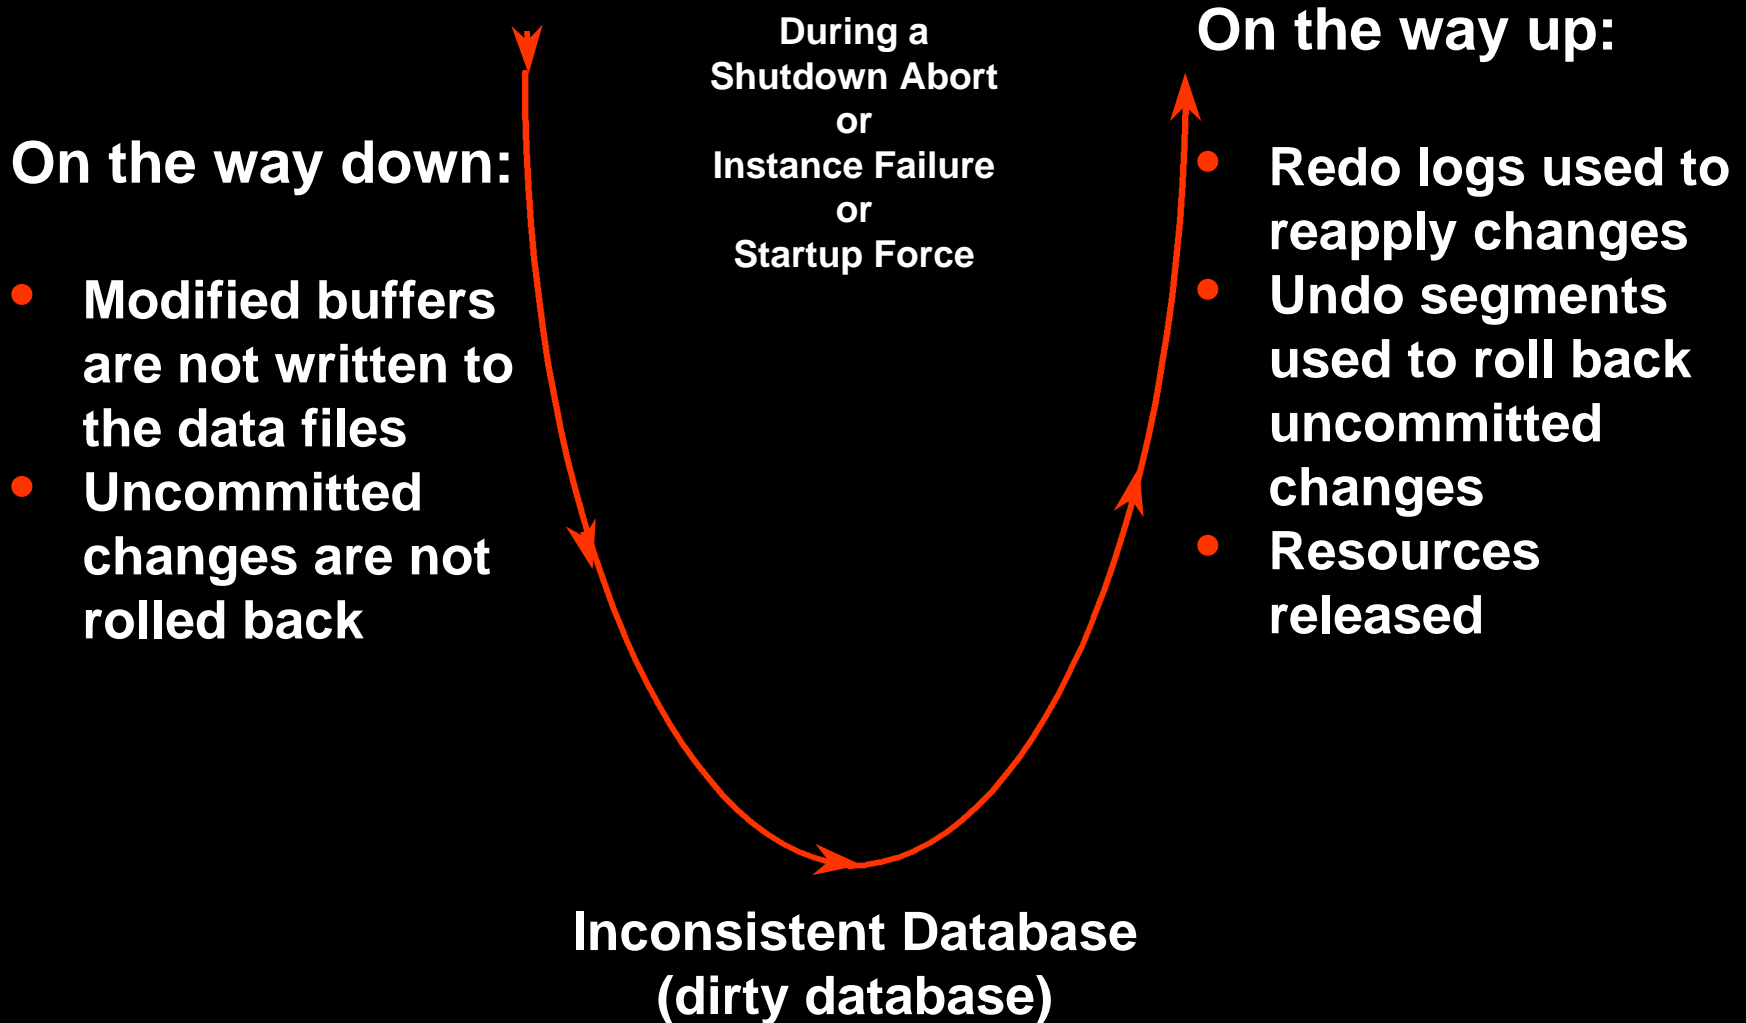 On the way down:
Modified buffers
are not written to
the data files
Uncommitted
changes are not
rolled back
During a
Shutdown Abort
or
Instance Failure
or
Startup Force
On the way up:
Redo logs used to
reapply changes
Undo segments
used to roll back
uncommitted
changes
Resources
released
Inconsistent Database
(dirty database)